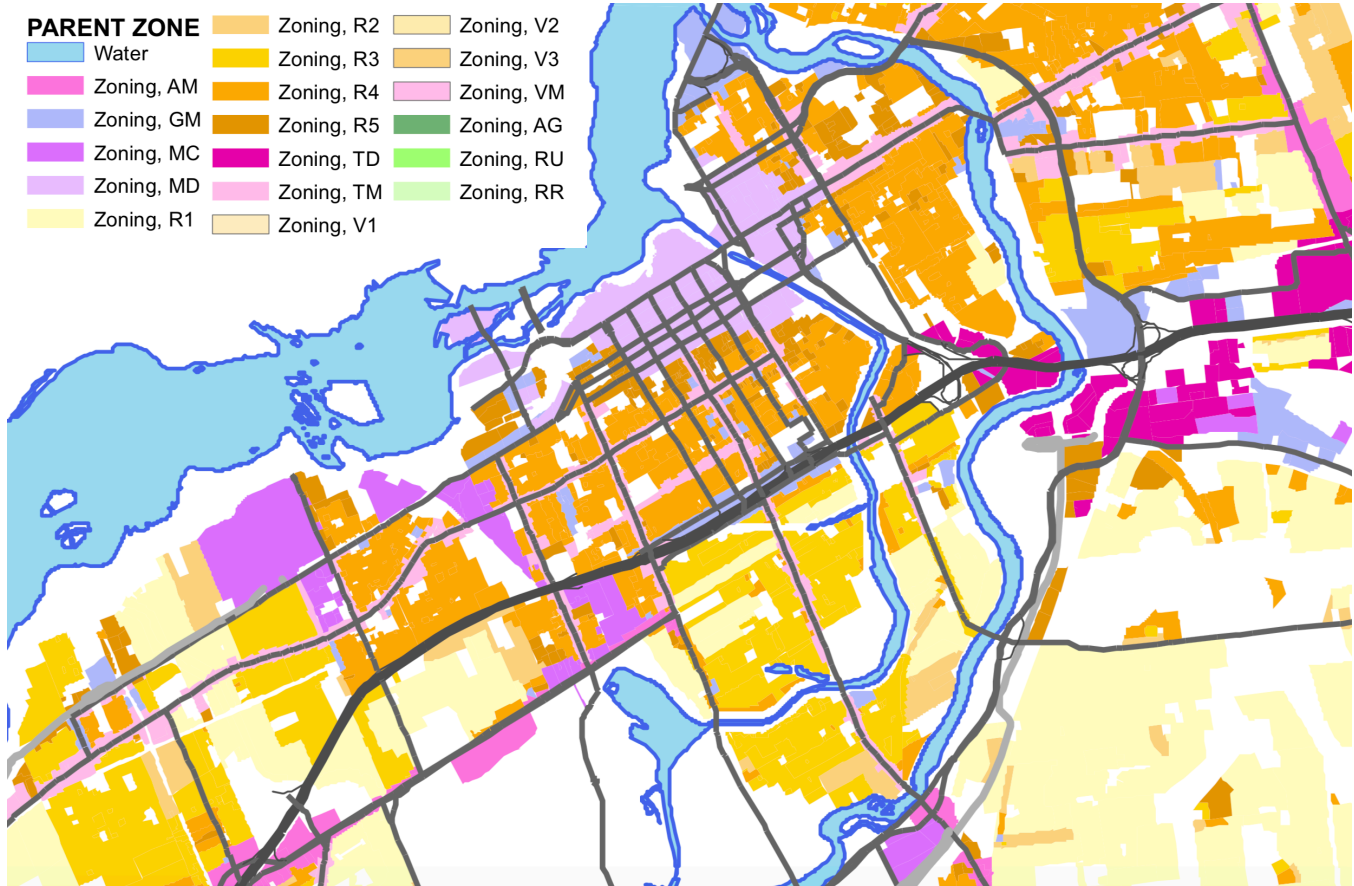 PARENT ZONE
Water
Zoning, AM
Zoning, GM
Zoning, MC
Zoning, MD
Zoning, R1
Zoning, R2
Zoning, R3
Zoning, R4
Zoning, R5
Zoning, TD
Zoning, TM
Zoning, V1
Zoning, V2
Zoning, V3
Zoning, VM
Zoning, AG
Zoning, RU
Zoning, RR